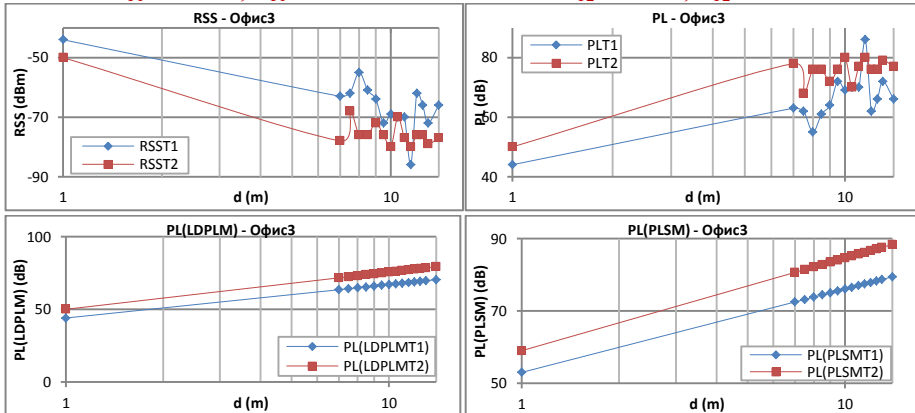 RSS - Офис3
RSS (dBm)
-50
-70
-90
RSST1
RSST2
1
10
d (m)
PL - Офис3
PL (dB)
80
60
40
PLT1
PLT2
1
10
d (m)
PL(LDPLM) - Офис3
PL(LDPLM) (dB)
100
50
0
PL(LDPLMT1)
PL(LDPLMT2)
1
10
d (m)
PL(PLSM) - Офис3
PL(PLSM) (dB)
90
70
50
PL(PLSMT1)
PL(PLSMT2)
1
10
d (m)